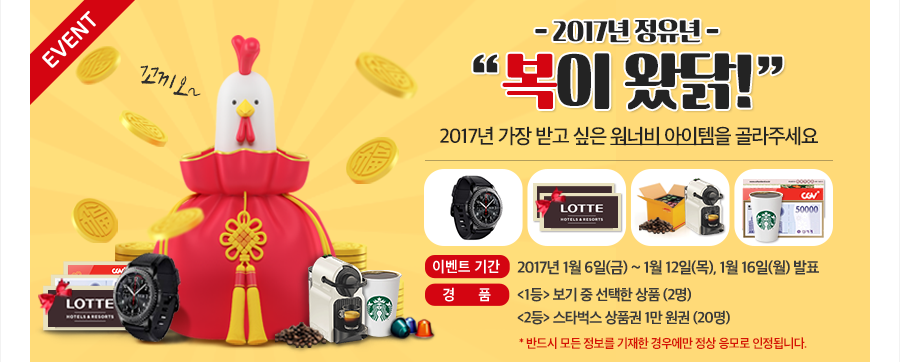 EVENT
꼬끼오~
- 2017년 정유년 -
“복이 왔닭!”
2017년 가장 받고 싶은 워너비 아이템을 골라주세요
LOTTE
HOTELS & RESORTS
CGV
50000
이벤트 기간 2017년 1월 6일(금) ~ 1월 12일(목), 1월 16일(월) 발표
경 품 <1등> 보기 중 선택한 상품 (2명)
<2등> 스타벅스 상품권 1만 원권 (20명)
* 반드시 모든 정보를 기재한 경우에만 정상 응모로 인정됩니다.
LOTTE
HOTELS & RESORTS